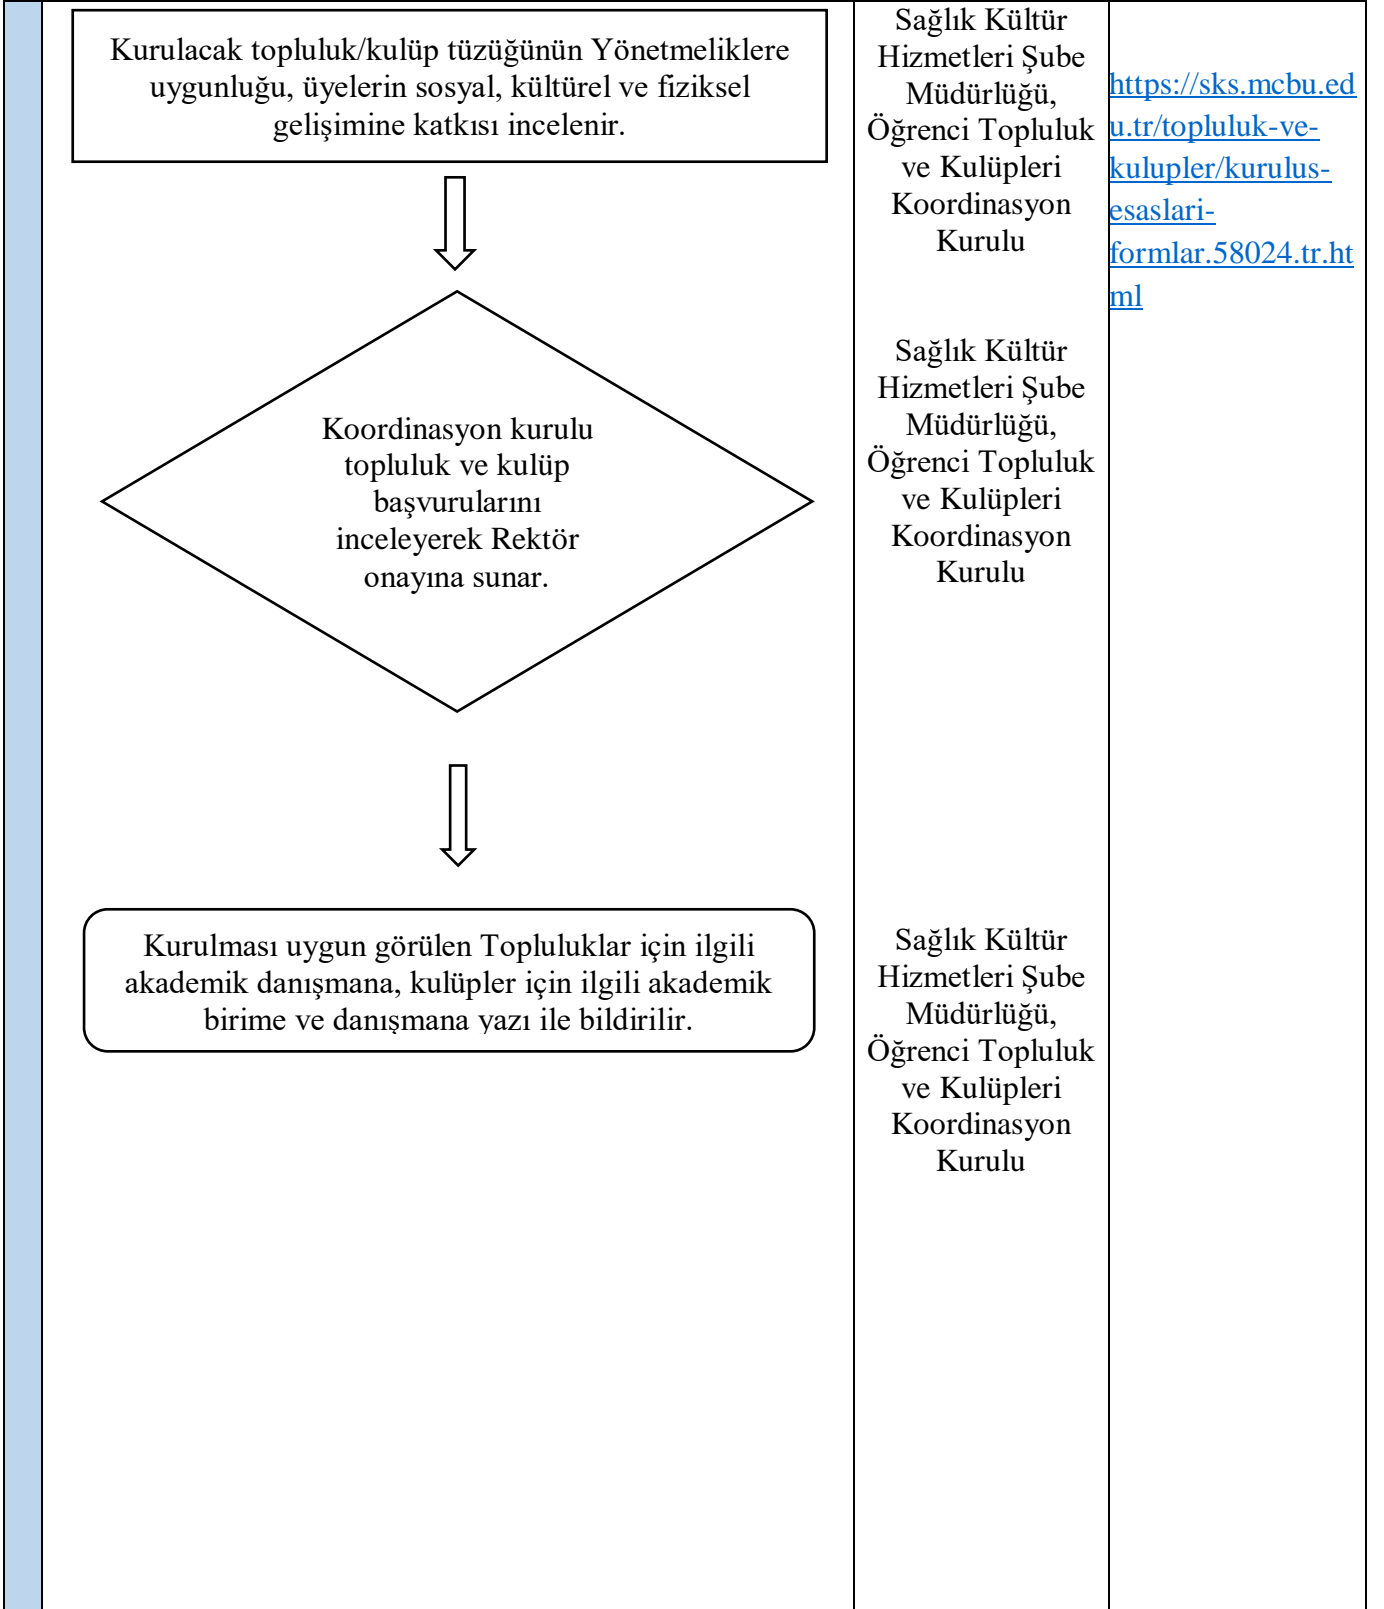 Kurulacak topluluk/kulüp tüzüğünün Yönetmeliklere
uygunluğu, üyelerin sosyal, kültürel ve fiziksel
gelişimine katkısı incelenir.
Sağlık Kültür
Hizmetleri Şube
Müdürlüğü,
Öğrenci Topluluk
ve Kulüpleri
Koordinasyon
Kurulu
https://sks.mcbu.ed
u.tr/topluluk-ve-
kulupler/kurulus-
esaslari-
formlar.58024.tr.ht
ml
Koordinasyon kurulu
topluluk ve kulüp
başvurularını
inceleyerek Rektör
onayına sunar.
Sağlık Kültür
Hizmetleri Şube
Müdürlüğü,
Öğrenci Topluluk
ve Kulüpleri
Koordinasyon
Kurulu
Kurulması uygun görülen Topluluklar için ilgili
akademik danışmana, kulüpler için ilgili akademik
birime ve danışmana yazı ile bildirilir.
Sağlık Kültür
Hizmetleri Şube
Müdürlüğü,
Öğrenci Topluluk
ve Kulüpleri
Koordinasyon
Kurulu